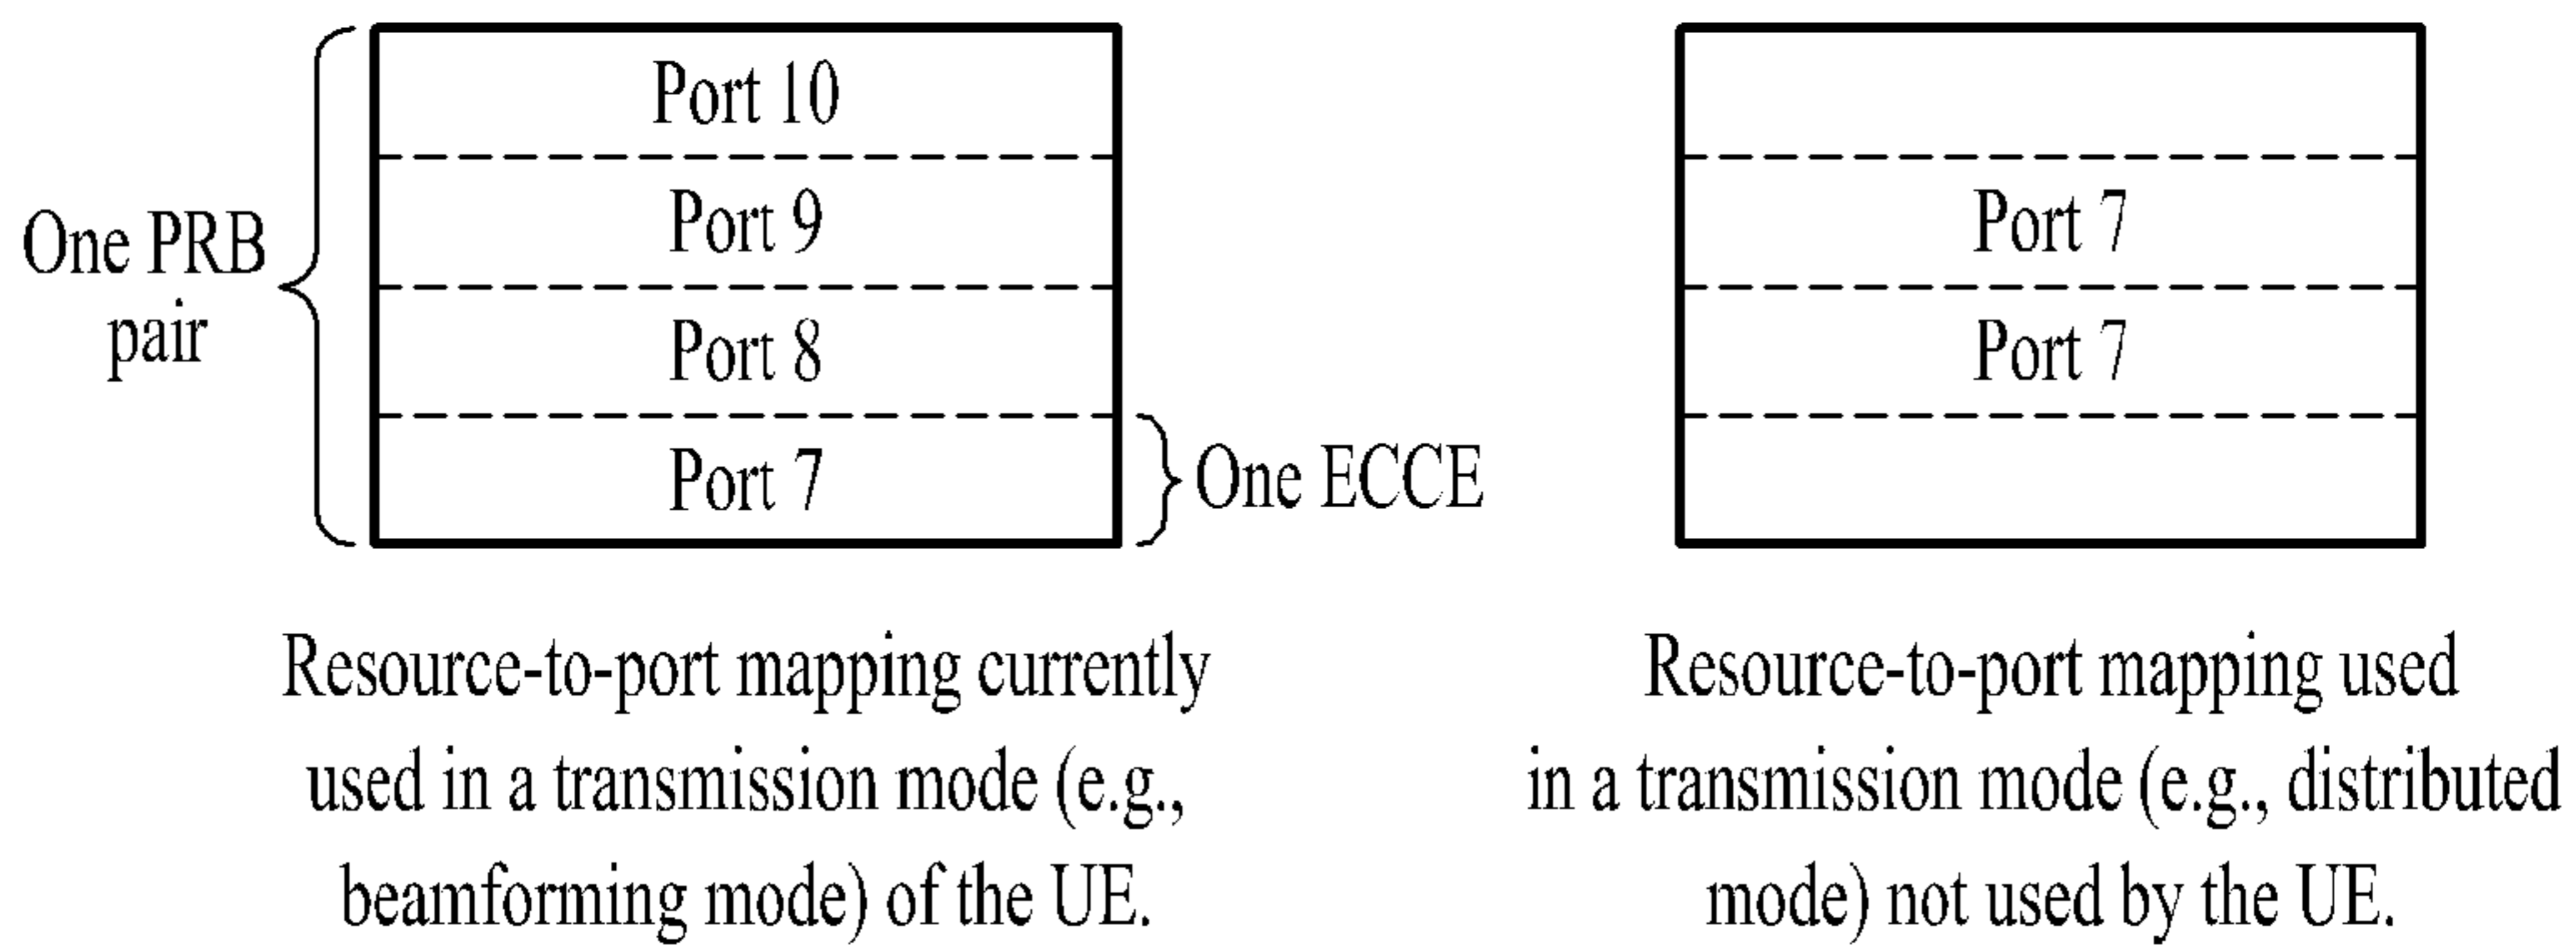 One PRB
pair
Port 10
Port 9
Port 8
Port 7
One ECCE
Resource-to-port mapping currently
used in a transmission mode (e.g.,
beamforming mode) of the UE.
Port 7
Port 7
Resource-to-port mapping used
in a transmission mode (e.g., distributed
mode) not used by the UE.